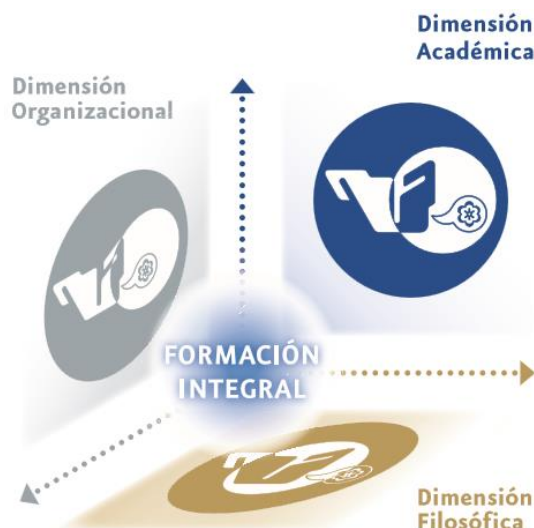 Dimensión
Académica
Dimensión
Organizacional
FORMACIÓN
INTEGRAL
Dimensión
Filosófica